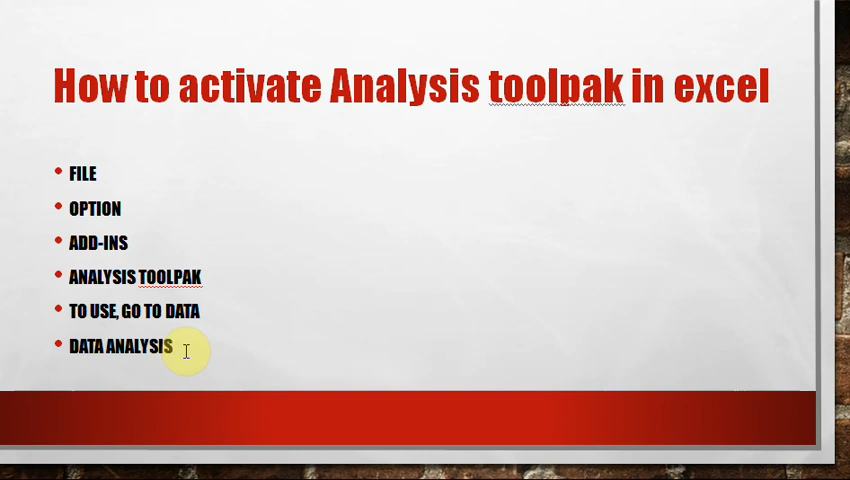 How to activate Analysis toolpak in excel
• FILE
• OPTION
• ADD-INS
• ANALYSIS TOOLPAK
• TO USE, GO TO DATA
• DATA ANALYSIS